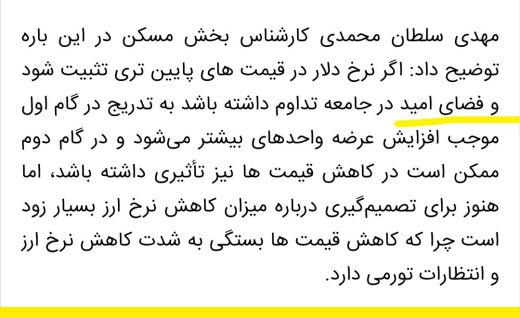 مهدی سلطان محمدی کارشناس بخش مسکن در این باره
توضیح داد: اگر نرخ دلار در قیمت های پایین تری تثبیت شود
و فضای امید در جامعه تداوم داشته باشد به تدریج در گام اول
موجب افزایش عرضه واحدهای بیشتر می‌شود و در گام دوم
ممکن است در کاهش قیمت ها نیز تأثیری داشته باشد، اما
هنوز برای تصمیم‌گیری درباره میزان کاهش نرخ ارز بسیار زود
است چرا که کاهش قیمت ها بستگی به شدت کاهش نرخ ارز
و انتظارات تورمی دارد.